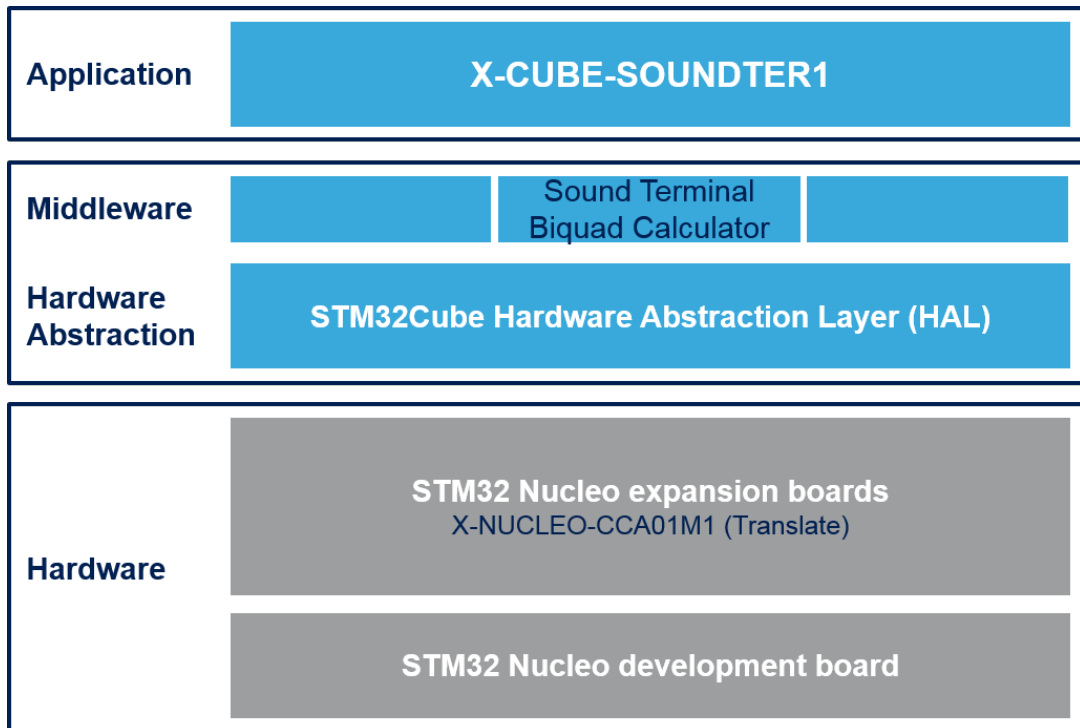 Application
X-CUBE-SOUNDTER1
Middleware
Sound Terminal
Biquad Calculator
Hardware
Abstraction
STM32Cube Hardware Abstraction Layer (HAL)
Hardware
STM32 Nucleo expansion boards
X-NUCLEO-CCA01M1 (Translate)
STM32 Nucleo development board